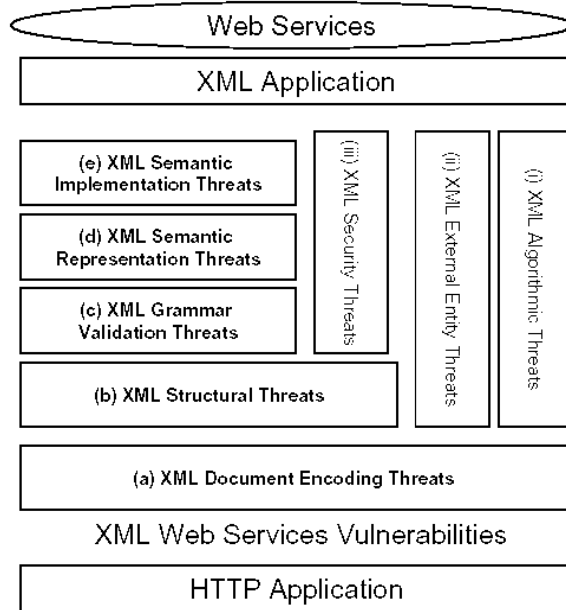 Web Services
XML Application
(e) XML Semantic
Implementation Threats
(d) XML Semantic
Representation Threats
(c) XML Grammar
Validation Threats
(b) XML Structural Threats
(iii) XML Security Threats
(ii) XML External Entity Threats
(i) XML Algorithmic Threats
(a) XML Document Encoding Threats
XML Web Services Vulnerabilities
HTTP Application